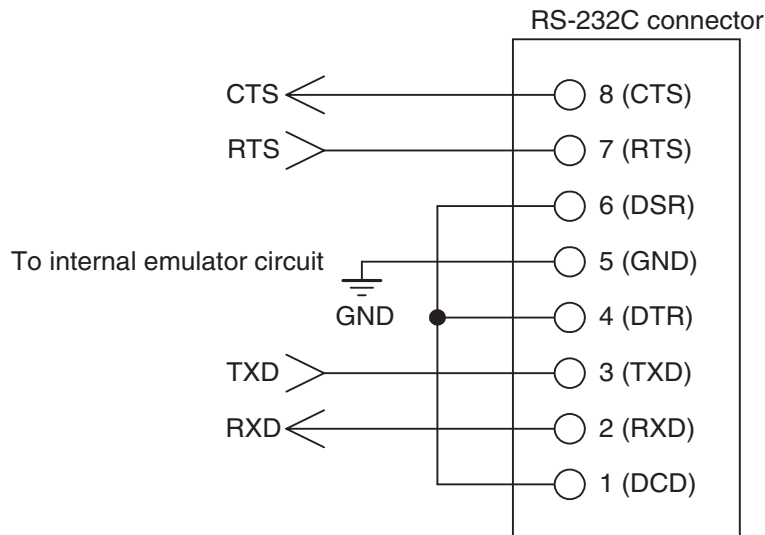 RS-232C connector
CTS
8 (CTS)
RTS
7 (RTS)
6 (DSR)
To internal emulator circuit
5 (GND)
GND
4 (DTR)
TXD
3 (TXD)
RXD
2 (RXD)
1 (DCD)